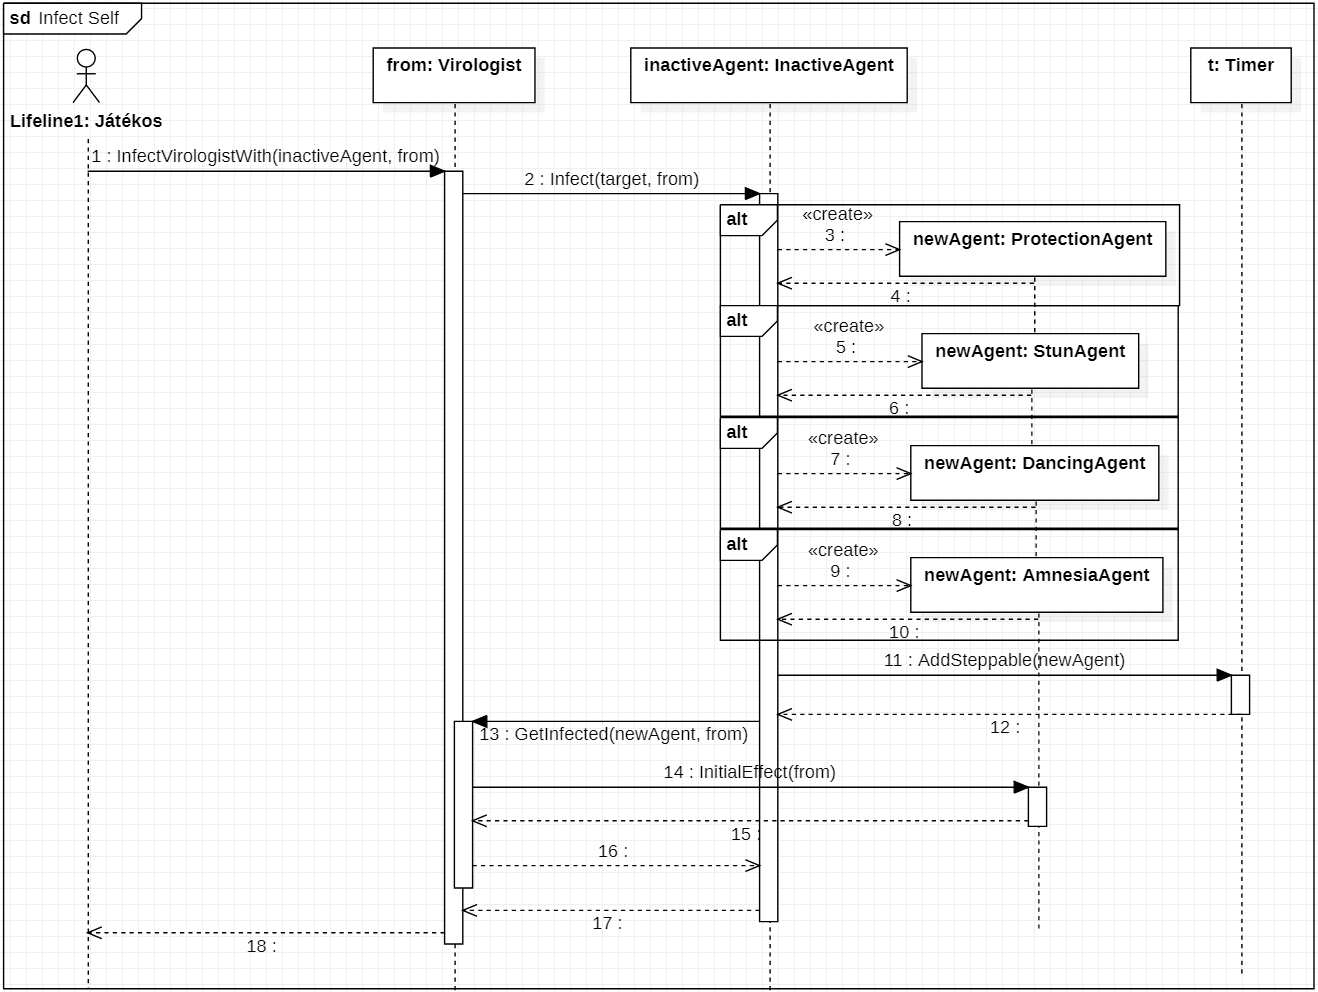 sd Infect Self
Lifeline1: Játékos
from: Virologist
inactiveAgent: InactiveAgent
t: Timer
1 : InfectVirologistWith(inactiveAgent, from)
2 : Infect(target, from)
alt
«create»
3 :
newAgent: ProtectionAgent
4 :
alt
«create»
5 :
newAgent: StunAgent
6 :
alt
«create»
7 :
newAgent: DancingAgent
8 :
alt
«create»
9 :
newAgent: AmnesiaAgent
10 :
11 : AddSteppable(newAgent)
12 :
13 : GetInfected(newAgent, from)
14 : InitialEffect(from)
15 :
16 :
17 :
18 :